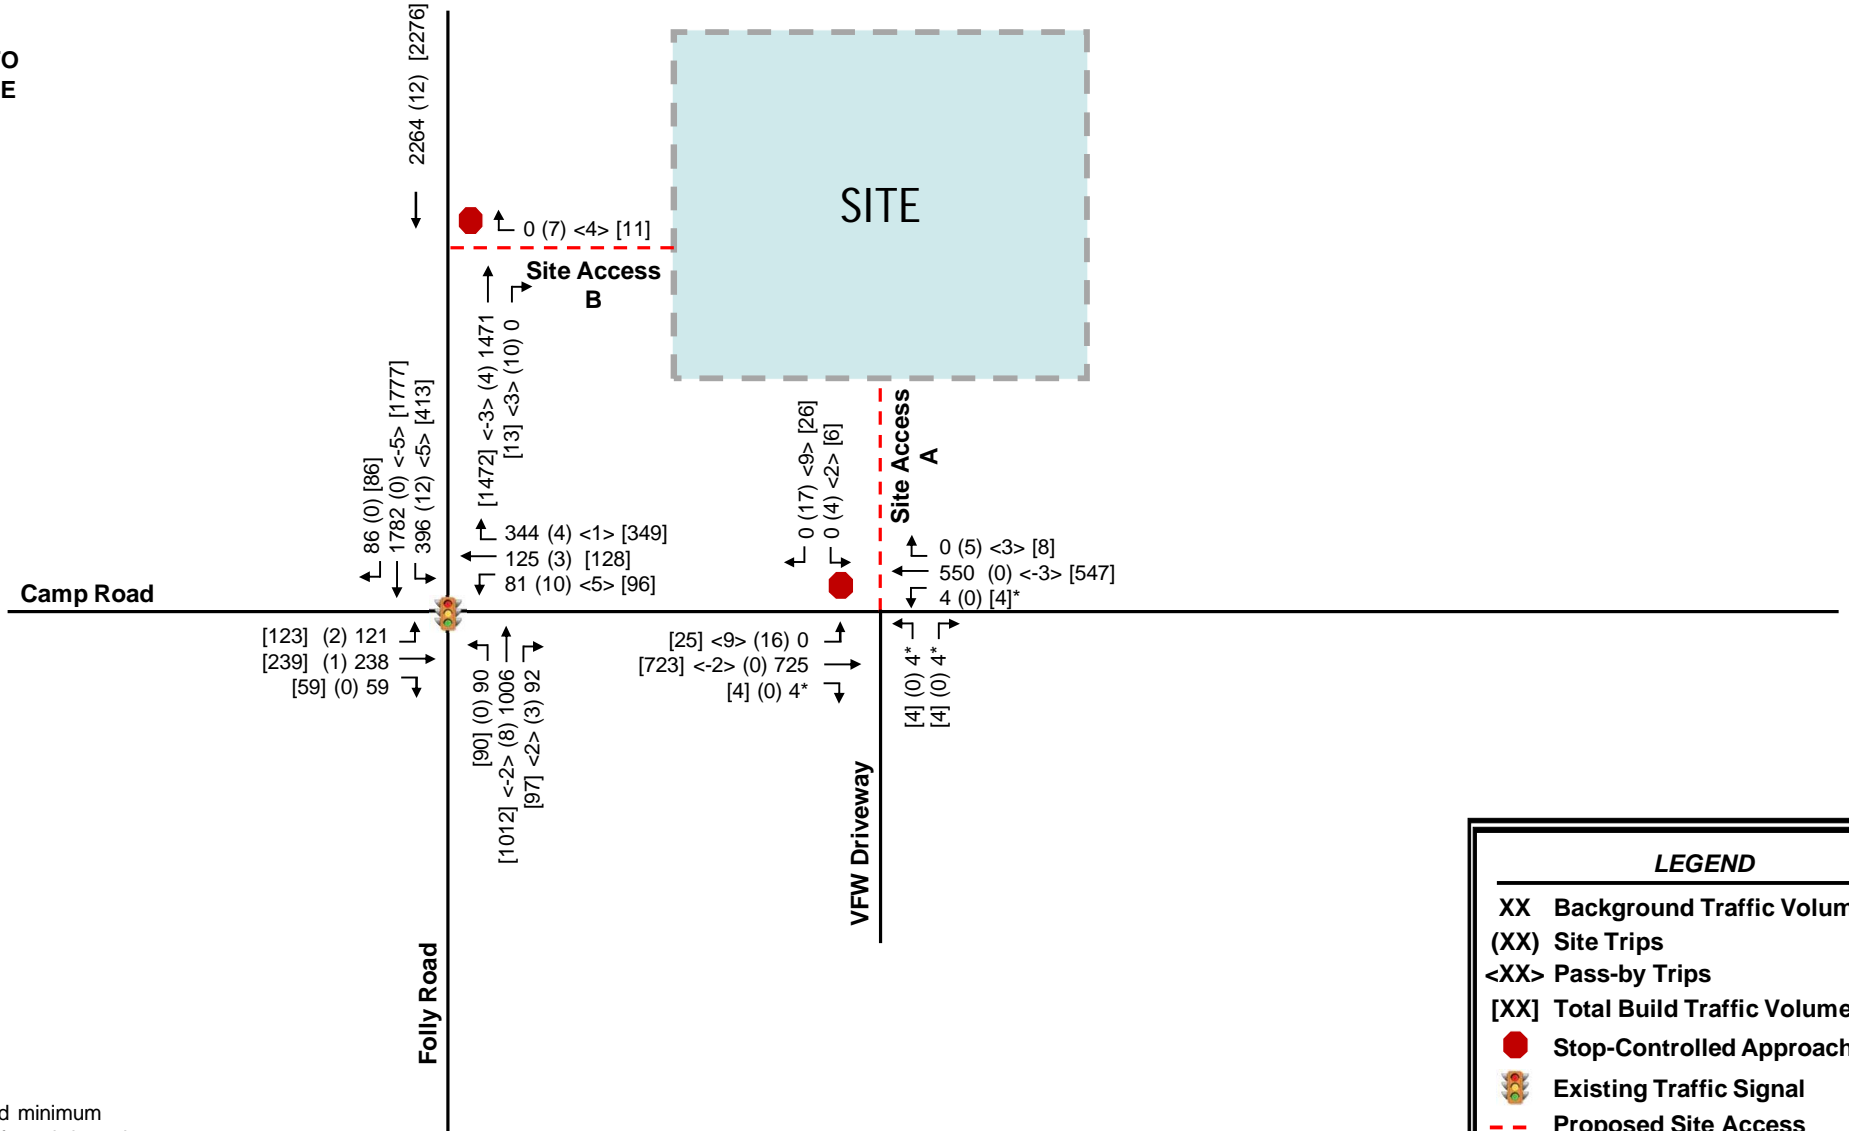 O
E
2264 (12) [2276]
SITE
0 (7) <4> [11]
Site Access
B
[1472] <-3> (4) 1471
[13] <3> (10) 0
86 (0) [86]
1782 (0) <-5> [1777]
396 (12) <5> [413]
344 (4) <1> [349]
125 (3) [128]
81 (10) <5> [96]
Camp Road
[123] (2) 121
[239] (1) 238
[59] (0) 59
[90] (0) 90
[1012] <-2> (8) 1006
[97] <2> (3) 92
0 (17) <9> [26]
0 (4) <2> [6]
Site Access
A
0 (5) <3> [8]
550 (0) <-3> [547]
4 (0) [4]*
[25] <9> (16) 0
[723] <-2> (0) 725
[4] (0) 4*
[4] (0) 4*
[4] (0) 4*
VFW Driveway
Folly Road
LEGEND
XX Background Traffic Volum
(XX) Site Trips
<XX> Pass-by Trips
[XX] Total Build Traffic Volume
Stop-Controlled Approach
Existing Traffic Signal
Proposed Site Access
d minimum